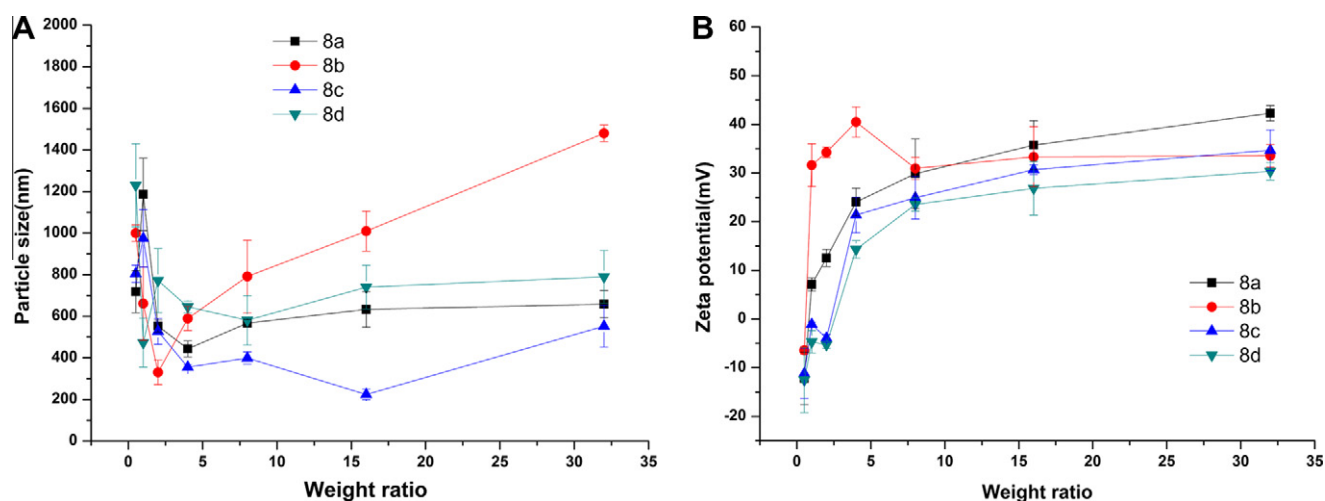 A
2000
1800
1600
1400
1200
1000
800
600
400
200
0
Particle size(nm)
8a
8b
8c
8d
0 5 10 15 20 25 30 35
Weight ratio
B
60
50
40
30
20
10
0
-10
-20
Zeta potential(mV)
8a
8b
8c
8d
0 5 10 15 20 25 30 35
Weight ratio